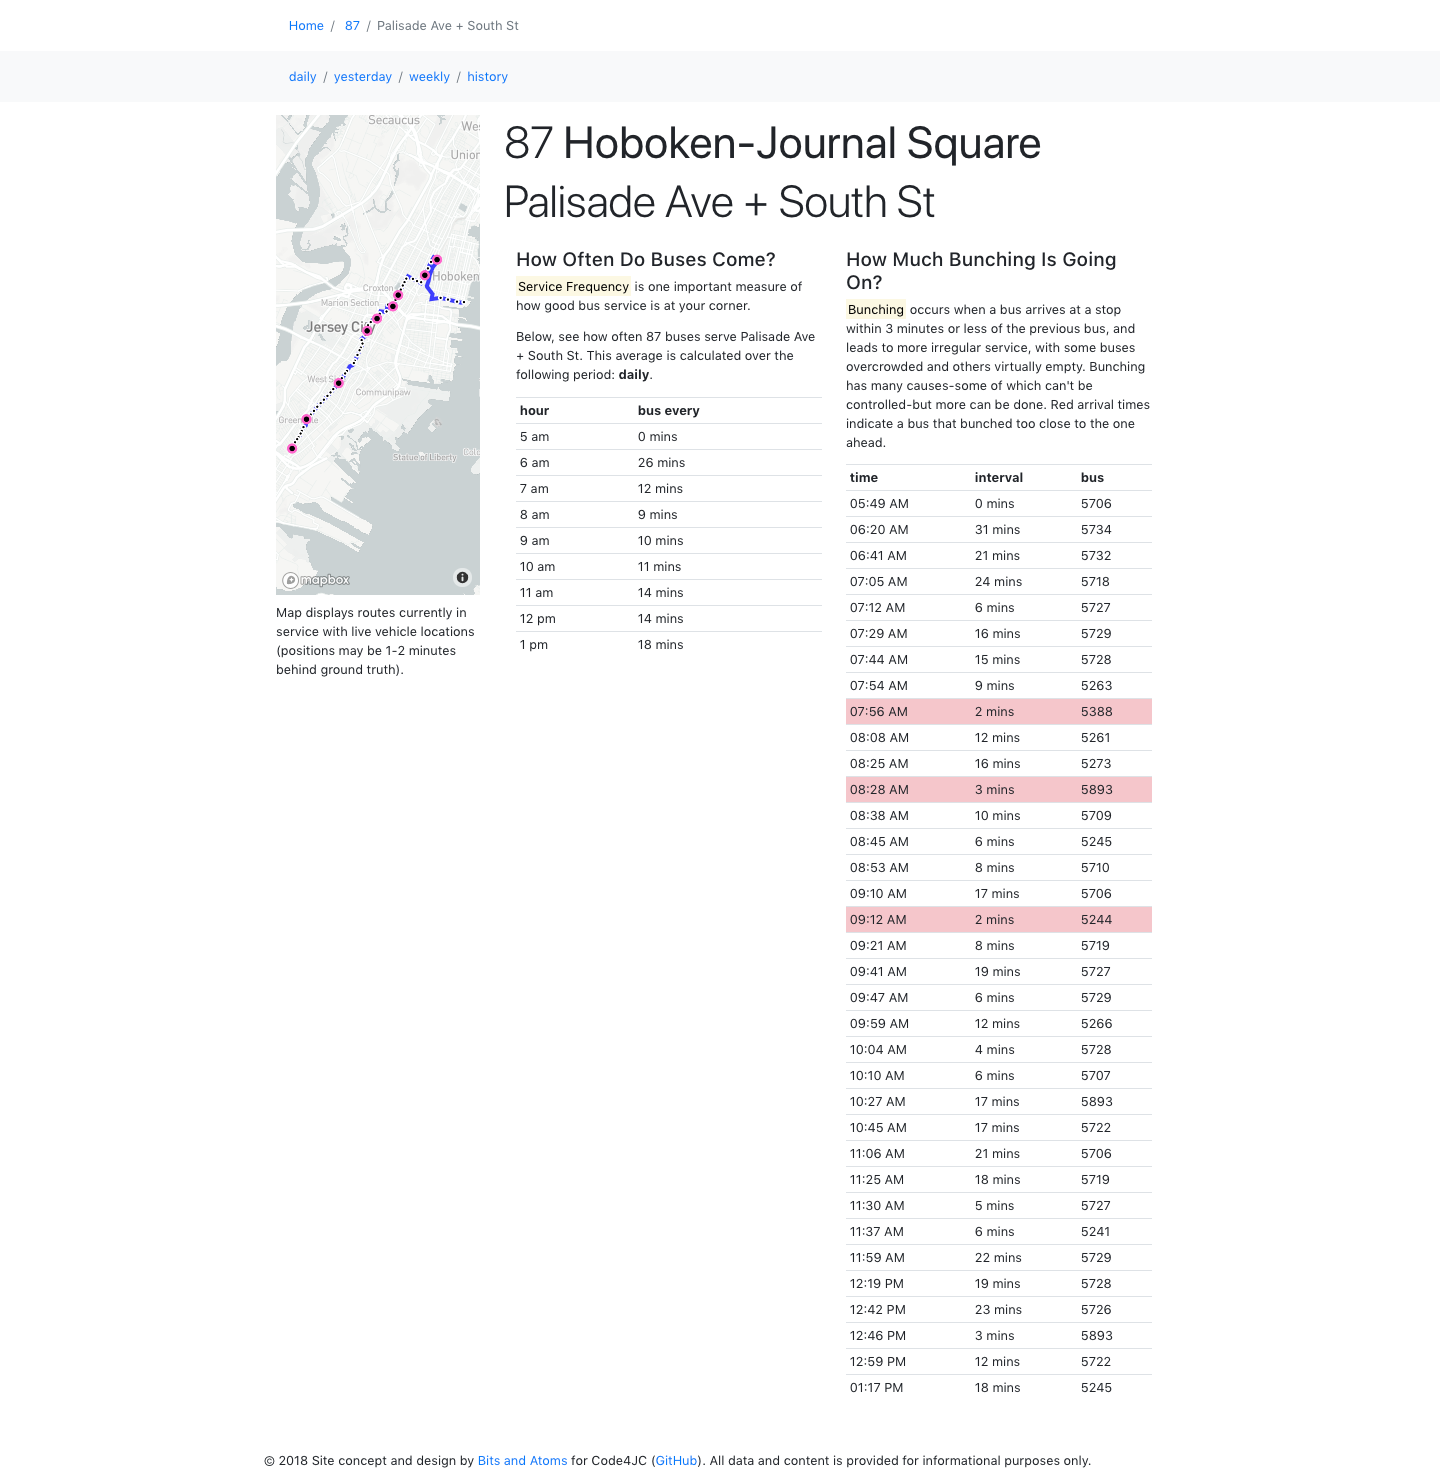 Home / 87 / Palisade Ave + South St
daily / yesterday / weekly / history
Secaucus
Wes
Union
Hoboken
Croxton
Marion Section
Jersey City
West Si
Communipaw
Statue of Liberty
mapbox
Map displays routes currently in
service with live vehicle locations
(positions may be 1-2 minutes
behind ground truth).
87 Hoboken-Journal Square
Palisade Ave + South St
How Often Do Buses Come?
Service Frequency is one important measure of
how good bus service is at your corner.
Below, see how often 87 buses serve Palisade Ave
+ South St. This average is calculated over the
following period: daily.
hour bus every
5 am 0 mins
6 am 26 mins
7 am 12 mins
8 am 9 mins
9 am 10 mins
10 am 11 mins
11 am 14 mins
12 pm 14 mins
1 pm 18 mins
How Much Bunching Is Going
On?
Bunching occurs when a bus arrives at a stop
within 3 minutes or less of the previous bus, and
leads to more irregular service, with some buses
overcrowded and others virtually empty. Bunching
has many causes-some of which can't be
controlled-but more can be done. Red arrival times
indicate a bus that bunched too close to the one
ahead.
time interval bus
05:49 AM 0 mins 5706
06:20 AM 31 mins 5734
06:41 AM 21 mins 5732
07:05 AM 24 mins 5718
07:12 AM 6 mins 5727
07:29 AM 16 mins 5729
07:44 AM 15 mins 5728
07:54 AM 9 mins 5263
07:56 AM 2 mins 5388
08:08 AM 12 mins 5261
08:25 AM 16 mins 5273
08:28 AM 3 mins 5893
08:38 AM 10 mins 5709
08:45 AM 6 mins 5245
08:53 AM 8 mins 5710
09:10 AM 17 mins 5706
09:12 AM 2 mins 5244
09:21 AM 8 mins 5719
09:41 AM 19 mins 5727
09:47 AM 6 mins 5729
09:59 AM 12 mins 5266
10:04 AM 4 mins 5728
10:10 AM 6 mins 5707
10:27 AM 17 mins 5893
10:45 AM 17 mins 5722
11:06 AM 21 mins 5706
11:25 AM 18 mins 5719
11:30 AM 5 mins 5727
11:37 AM 6 mins 5241
11:59 AM 22 mins 5729
12:19 PM 19 mins 5728
12:42 PM 23 mins 5726
12:46 PM 3 mins 5893
12:59 PM 12 mins 5722
01:17 PM 18 mins 5245
© 2018 Site concept and design by Bits and Atoms for Code4JC (GitHub). All data and content is provided for informational purposes only.